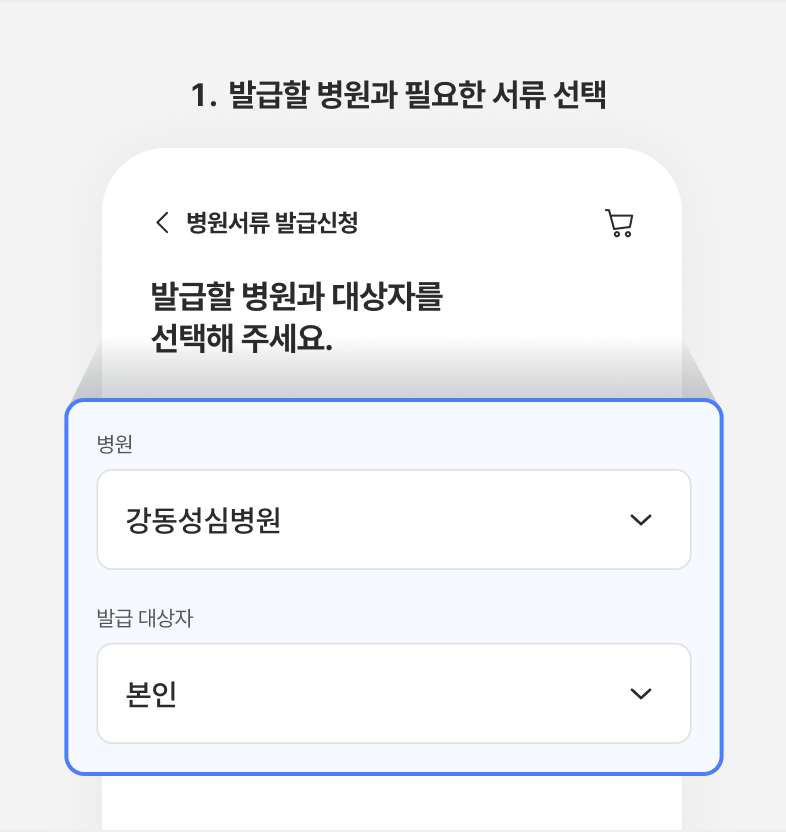 1. 발급할 병원과 필요한 서류 선택
병원서류 발급신청
발급할 병원과 대상자를
선택해 주세요.
병원
강동성심병원
발급 대상자
본인